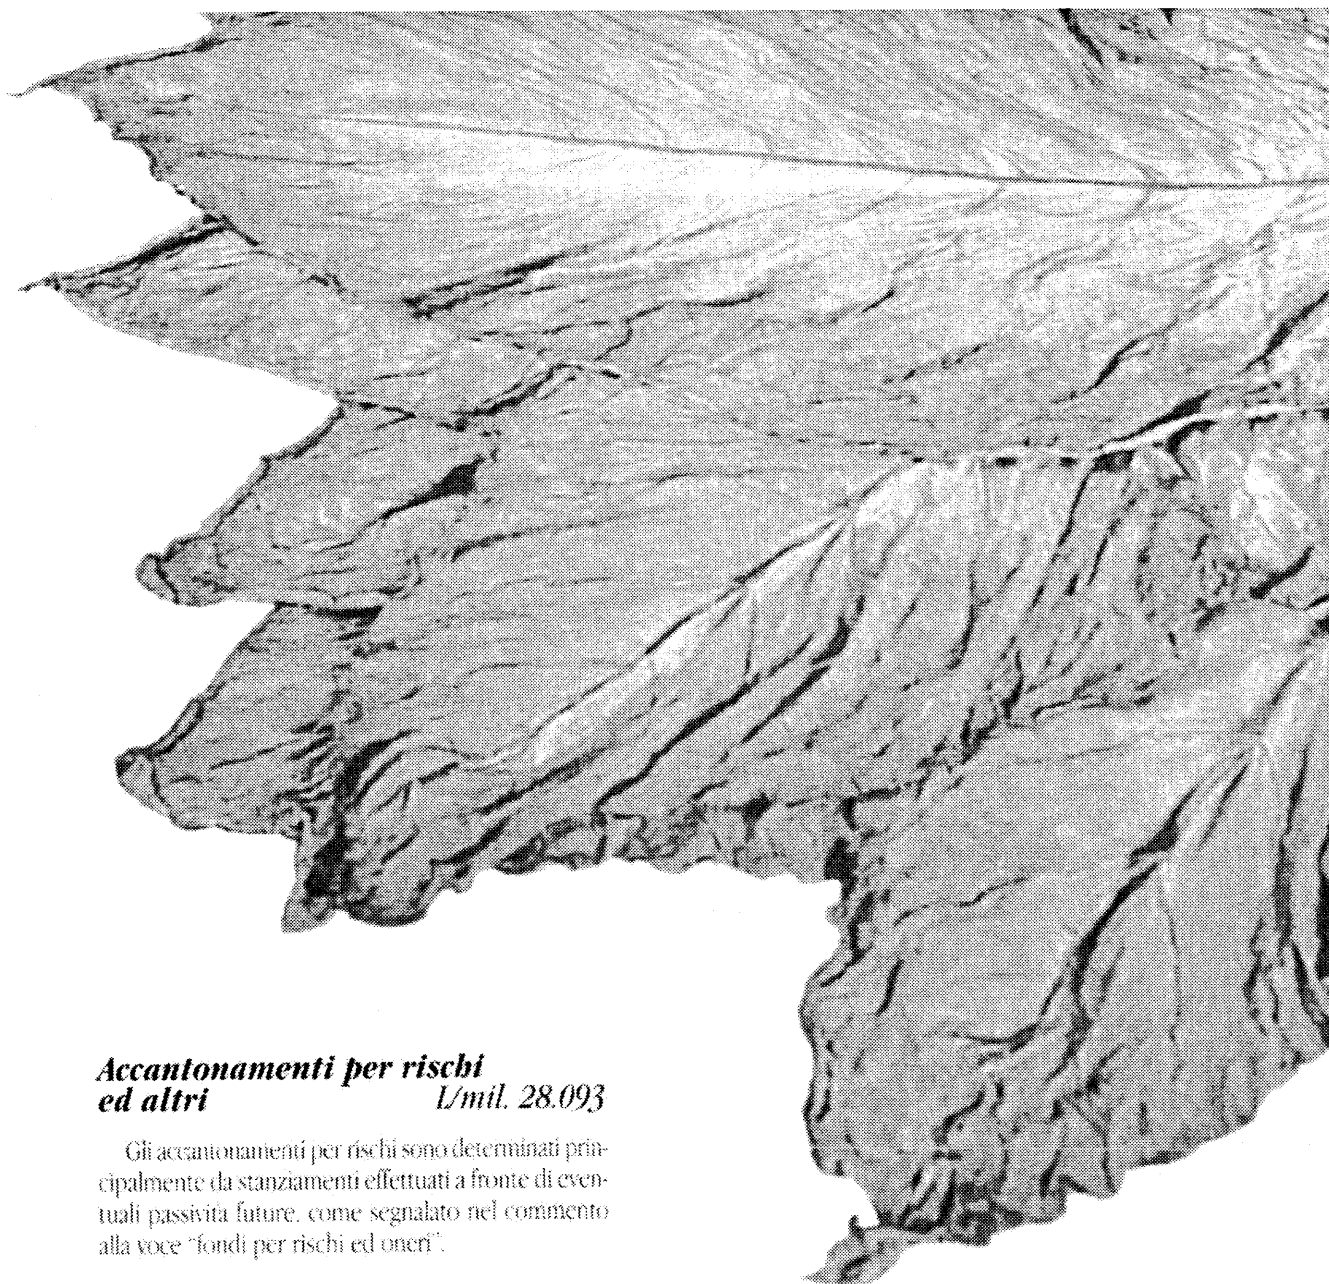 Accantonamenti per rischi
ed altri L/mil. 28.093
Gli accantonamenti per rischi sono determinati prin-
cipalmente da stanziamenti effettuati a fronte di even-
tuali passività future, come segnalato nel commento
alla voce "fondi per rischi ed oneri".